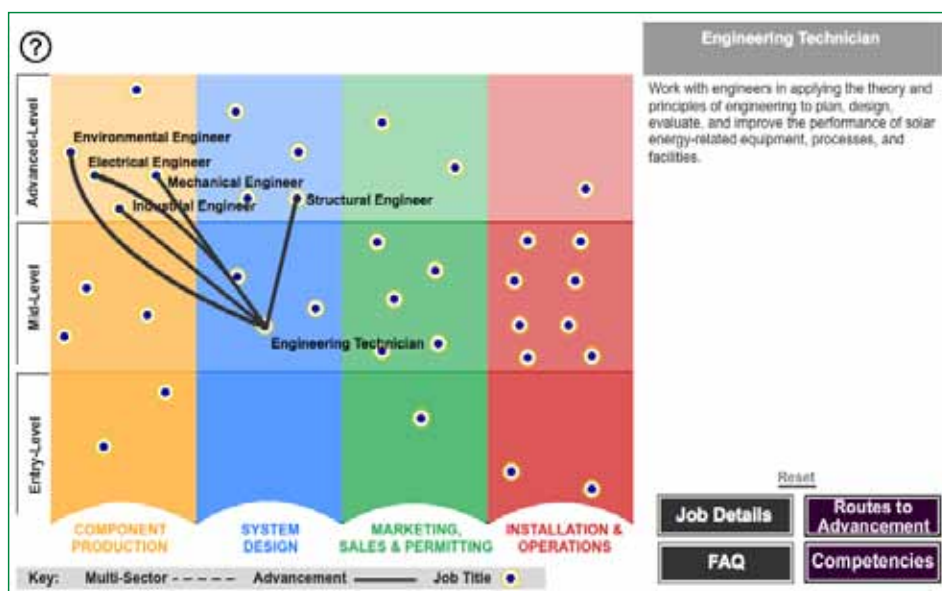 ?
Engineering Technician
Work with engineers in applying the theory and
principles of engineering to plan, design,
evaluate, and improve the performance of solar
energy-related equipment, processes, and
facilities.
Advanced-Level
Environmental Engineer
Electrical Engineer
Mechanical Engineer
Industrial Engineer
Structural Engineer
Mid-Level
Engineering Technician
Entry-Level
COMPONENT
PRODUCTION
SYSTEM
DESIGN
MARKETING,
SALES & PERMITTING
INSTALLATION &
OPERATIONS
Key: Multi-Sector Advancement Job Title
Reset
Job Details
Routes to
Advancement
FAQ
Competencies